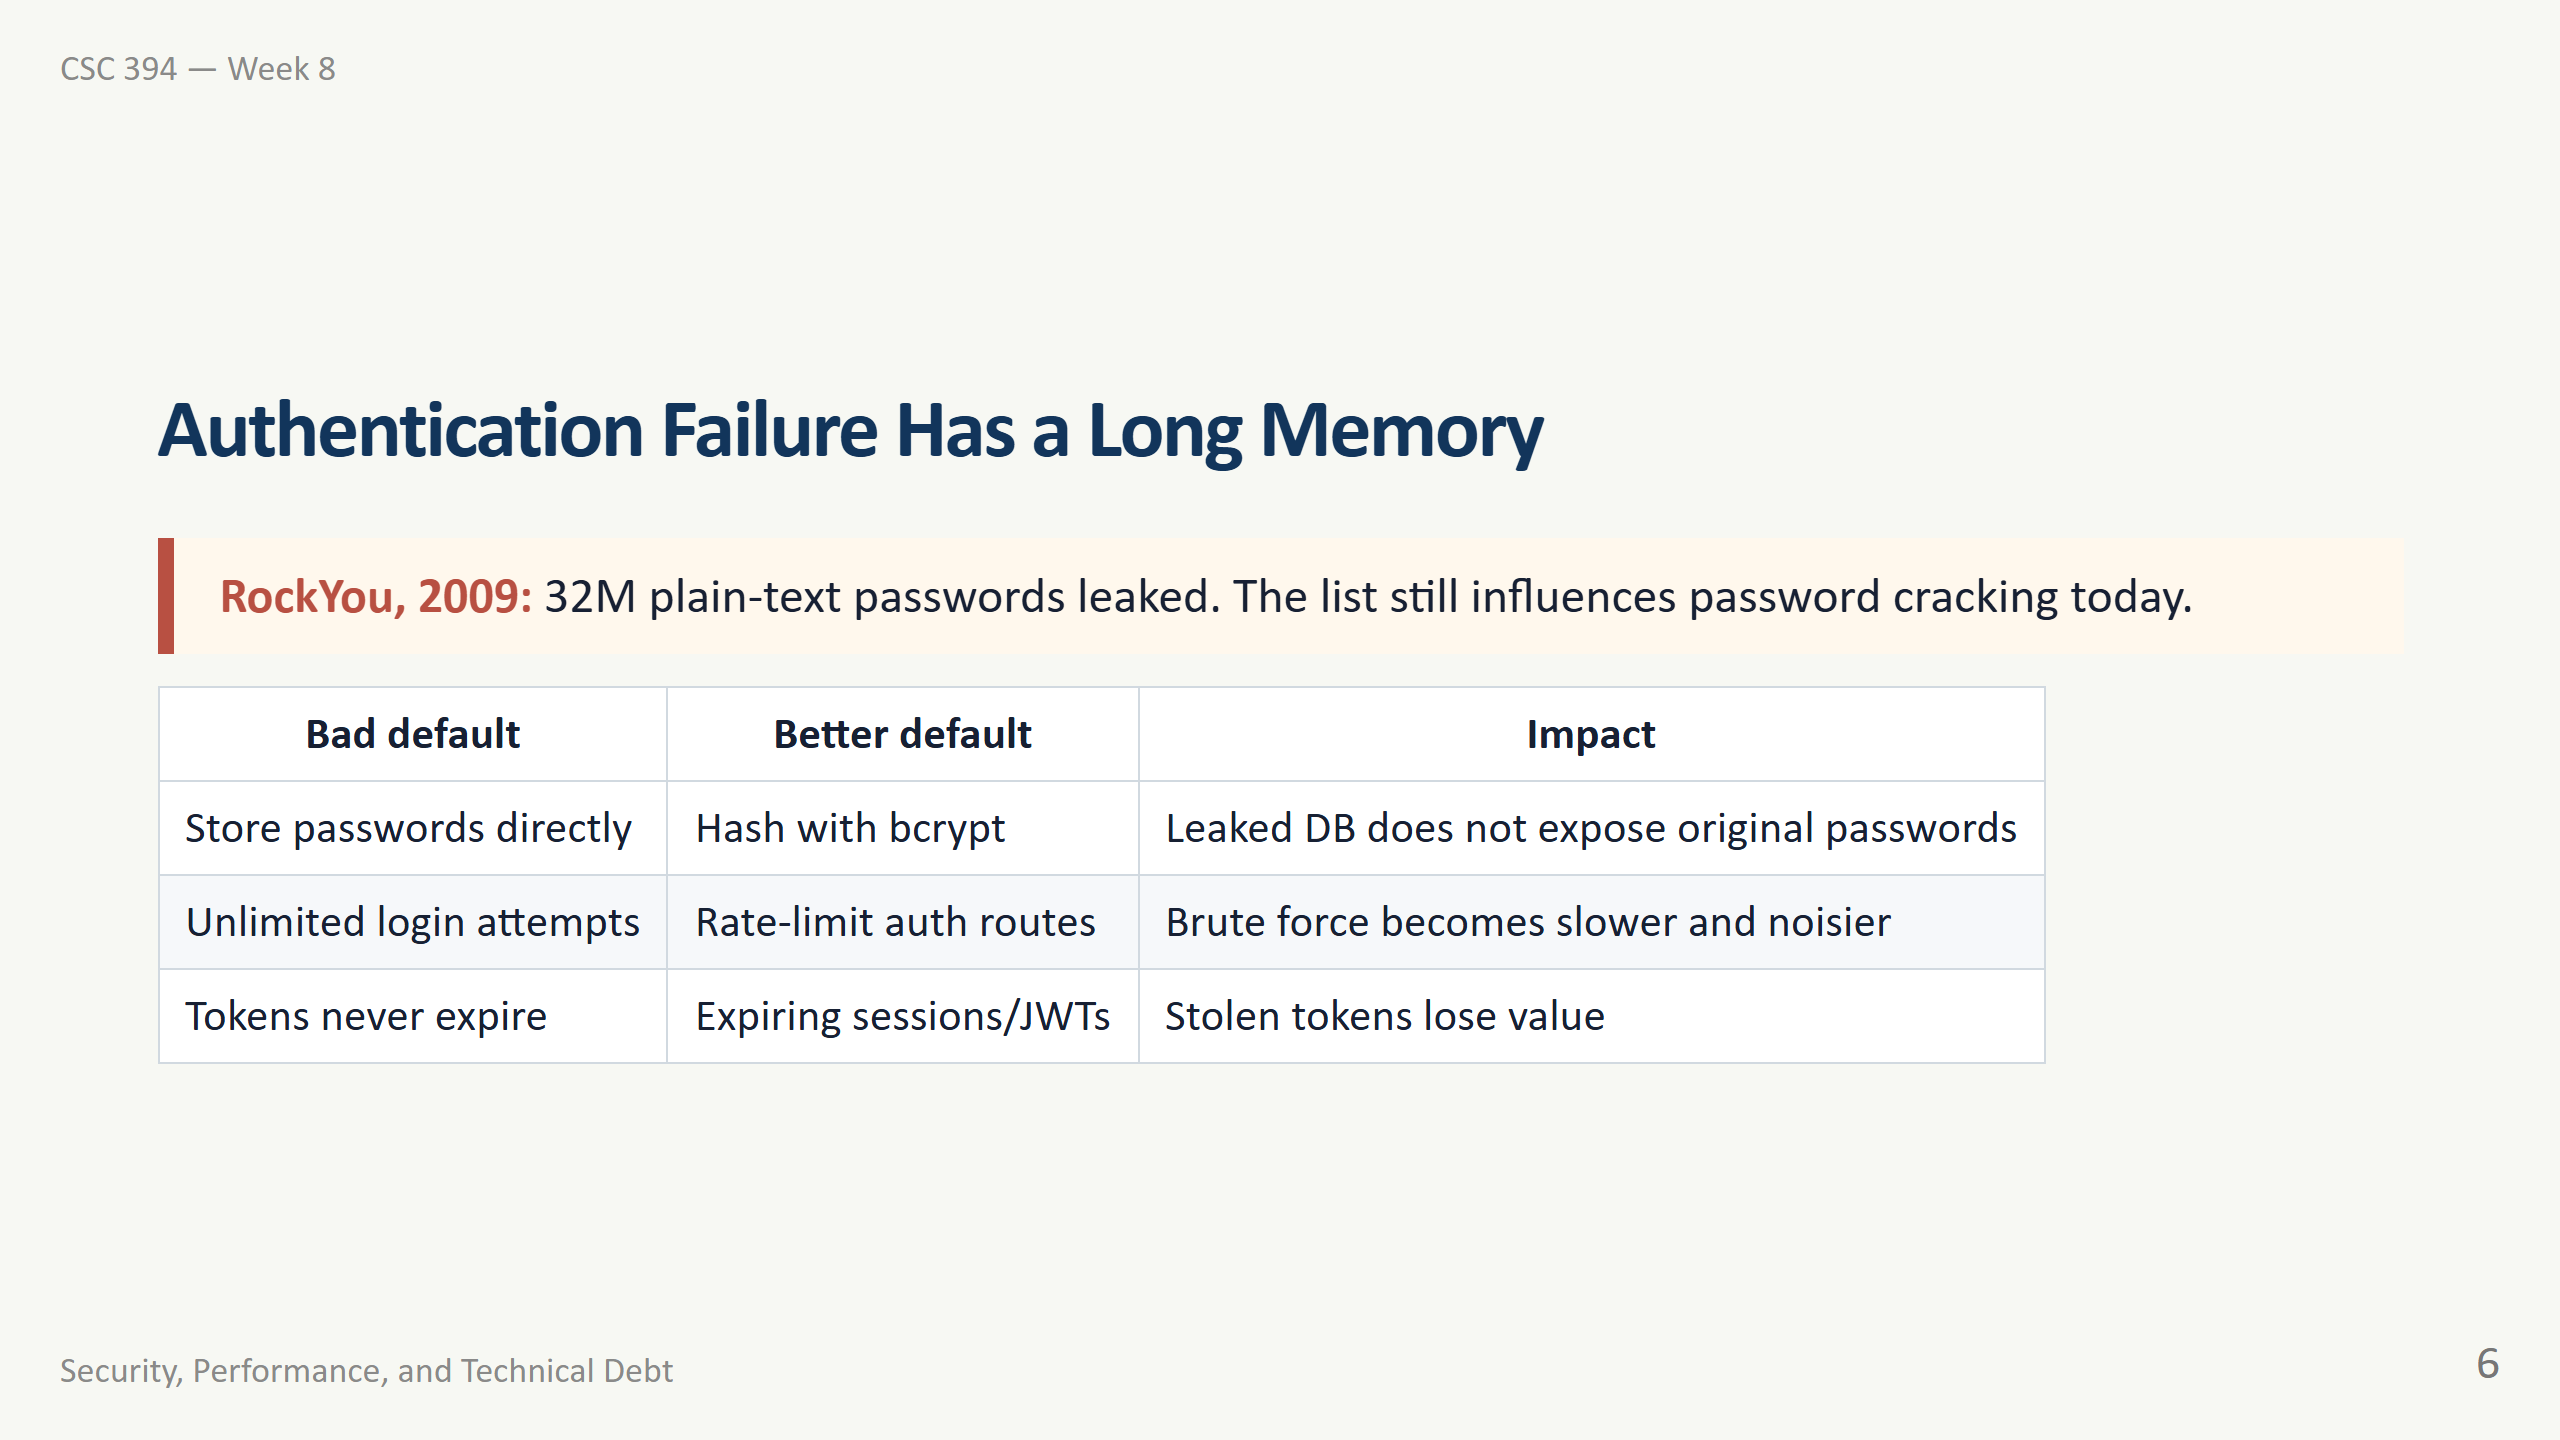 CSC 394 — Week 8
Authentication Failure Has a Long Memory
RockYou, 2009: 32M plain-text passwords leaked. The list still influences password cracking today.
Bad default Better default Impact
Store passwords directly Hash with bcrypt Leaked DB does not expose original passwords
Unlimited login attempts Rate-limit auth routes Brute force becomes slower and noisier
Tokens never expire Expiring sessions/JWTs Stolen tokens lose value
Security, Performance, and Technical Debt
6